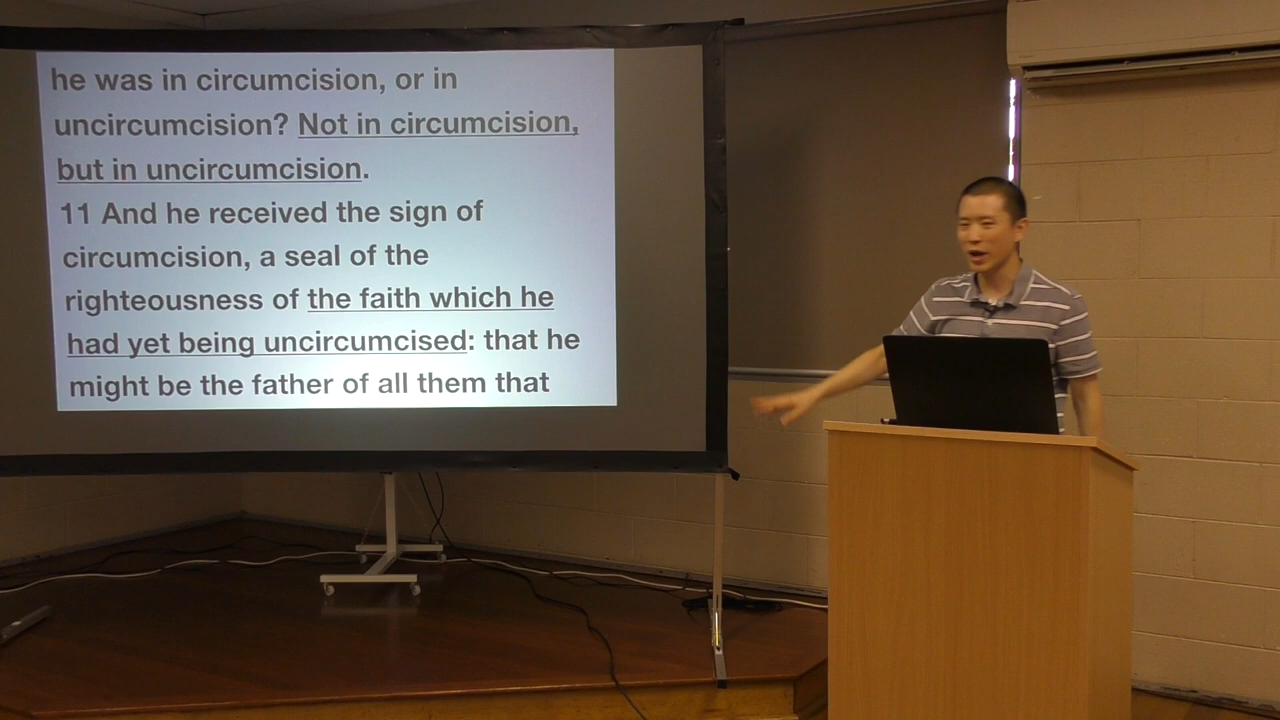 he was in circumcision, or in
uncircumcision? Not in circumcision,
but in uncircumcision.
11 And he received the sign of
circumcision, a seal of the
righteousness of the faith which he
had yet being uncircumcised: that he
might be the father of all them that